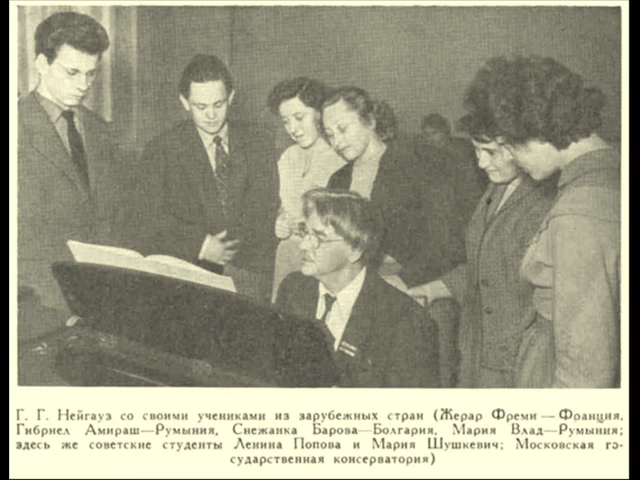 Г. Г. Нейгауз со своими учениками из зарубежных стран (Жерар Фреми — Франция,
Гибриел Амираш—Румыния, Снежанка Барова—Болгария, Мария Влад—Румыния;
здесь же советские студенты Ленина Попова и Мария Шушкевич; Московская го-
сударственная консерватория)